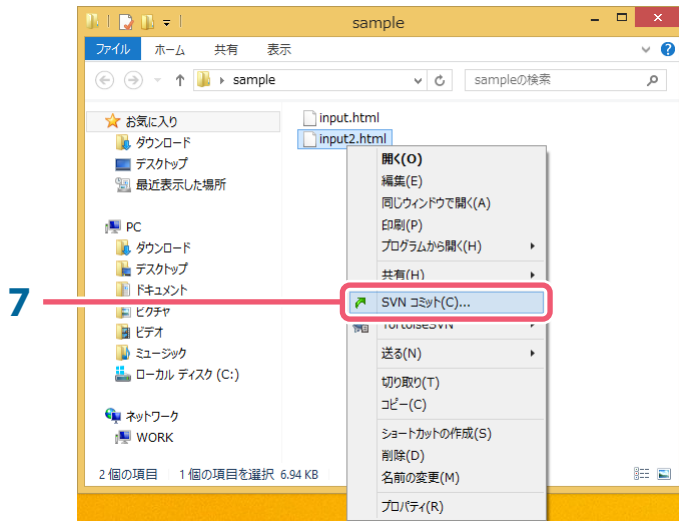 sample
ファイル ホーム 共有 表示
sample
sampleの検索
お気に入り
ダウンロード
デスクトップ
最近表示した場所
PC
ダウンロード
デスクトップ
ドキュメント
ピクチャ
ビデオ
ミュージック
ローカル ディスク (C:)
ネットワーク
WORK
input.html
input2.html
開く(O)
編集(E)
同じウィンドウで開く(A)
印刷(P)
プログラムから開く(H)
共有(H)
7
SVN コミット(C)...
TortoiseSVN
送る(N)
切り取り(T)
コピー(C)
ショートカットの作成(S)
削除(D)
名前の変更(M)
プロパティ(R)
2 個の項目 1 個の項目を選択 6.94 KB